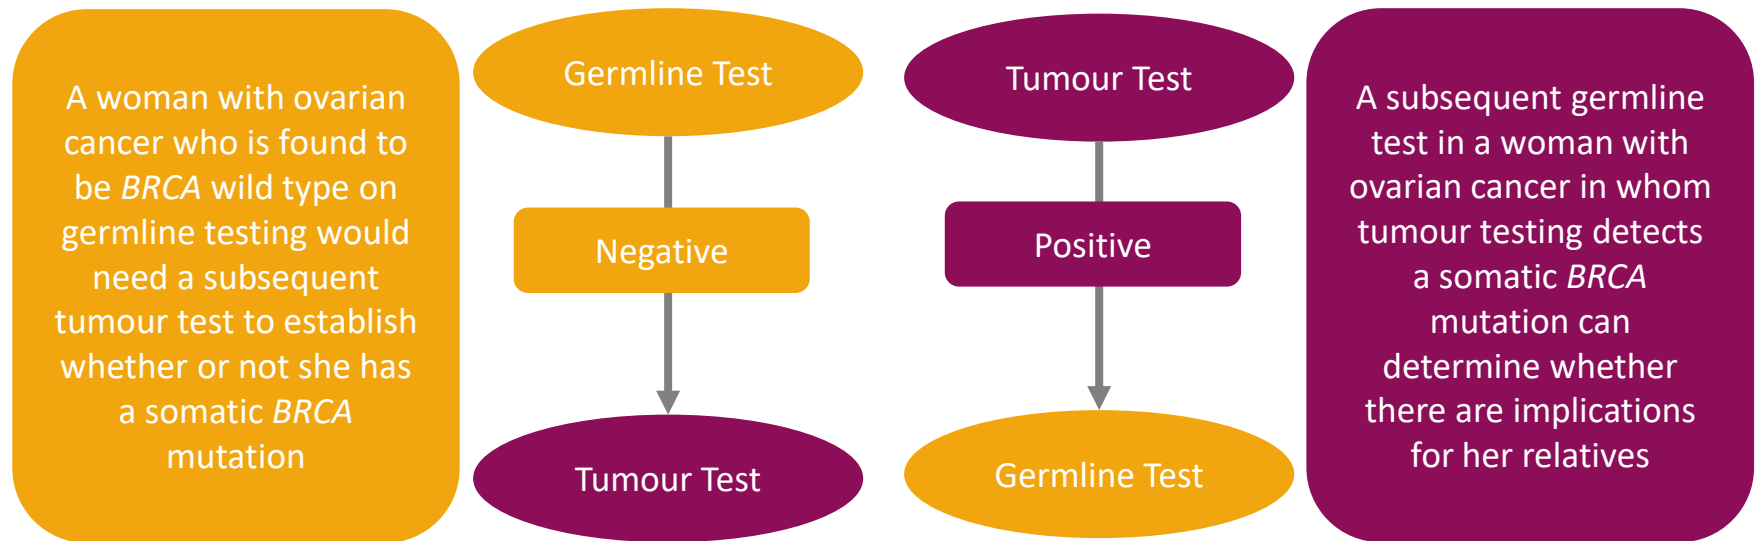 A woman with ovarian
cancer who is found to
be BRCA wild type on
germline testing would
need a subsequent
tumour test to establish
whether or not she has
a somatic BRCA
mutation
Germline Test
Negative
Tumour Test
Tumour Test
Positive
Germline Test
A subsequent germline
test in a woman with
ovarian cancer in whom
tumour testing detects
a somatic BRCA
mutation can
determine whether
there are implications
for her relatives